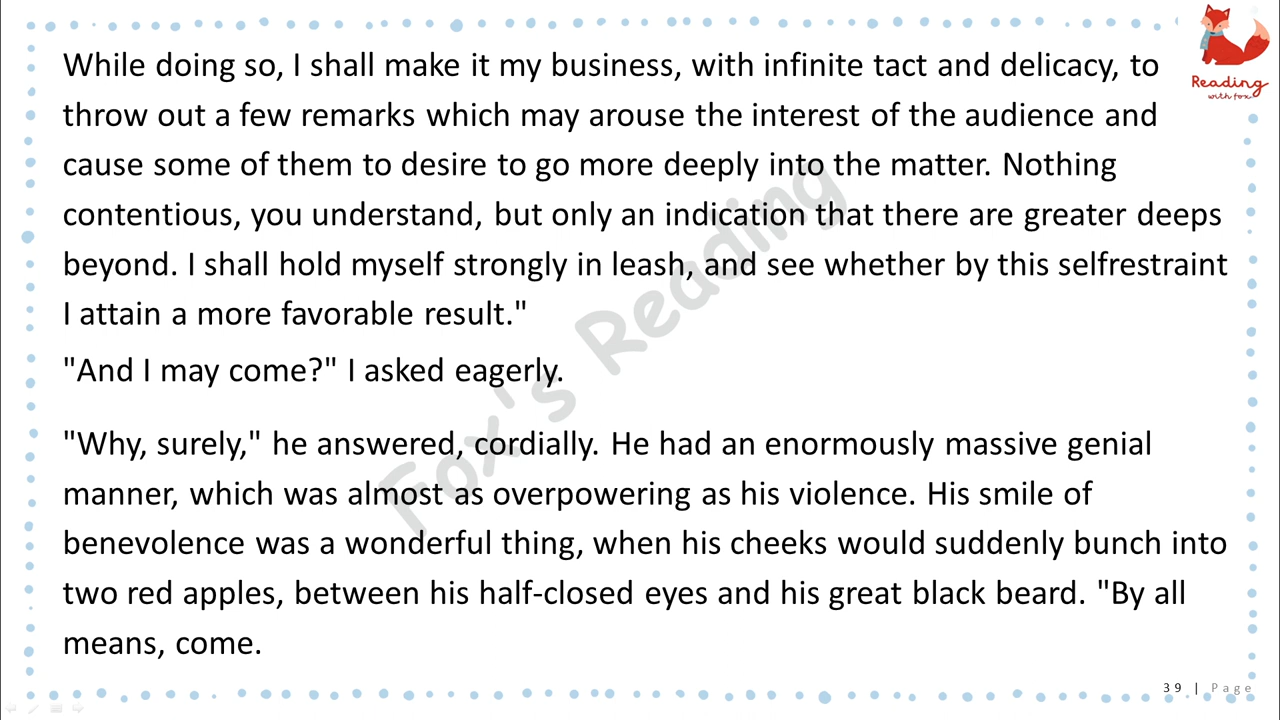 Reading
with fox
While doing so, I shall make it my business, with infinite tact and delicacy, to
throw out a few remarks which may arouse the interest of the audience and
cause some of them to desire to go more deeply into the matter. Nothing
contentious, you understand, but only an indication that there are greater deeps
beyond. I shall hold myself strongly in leash, and see whether by this selfrestraint
I attain a more favorable result."
"And I may come?" I asked eagerly.
"Why, surely," he answered, cordially. He had an enormously massive genial
manner, which was almost as overpowering as his violence. His smile of
benevolence was a wonderful thing, when his cheeks would suddenly bunch into
two red apples, between his half-closed eyes and his great black beard. "By all
means, come.
Fox's Reading
39 | Page